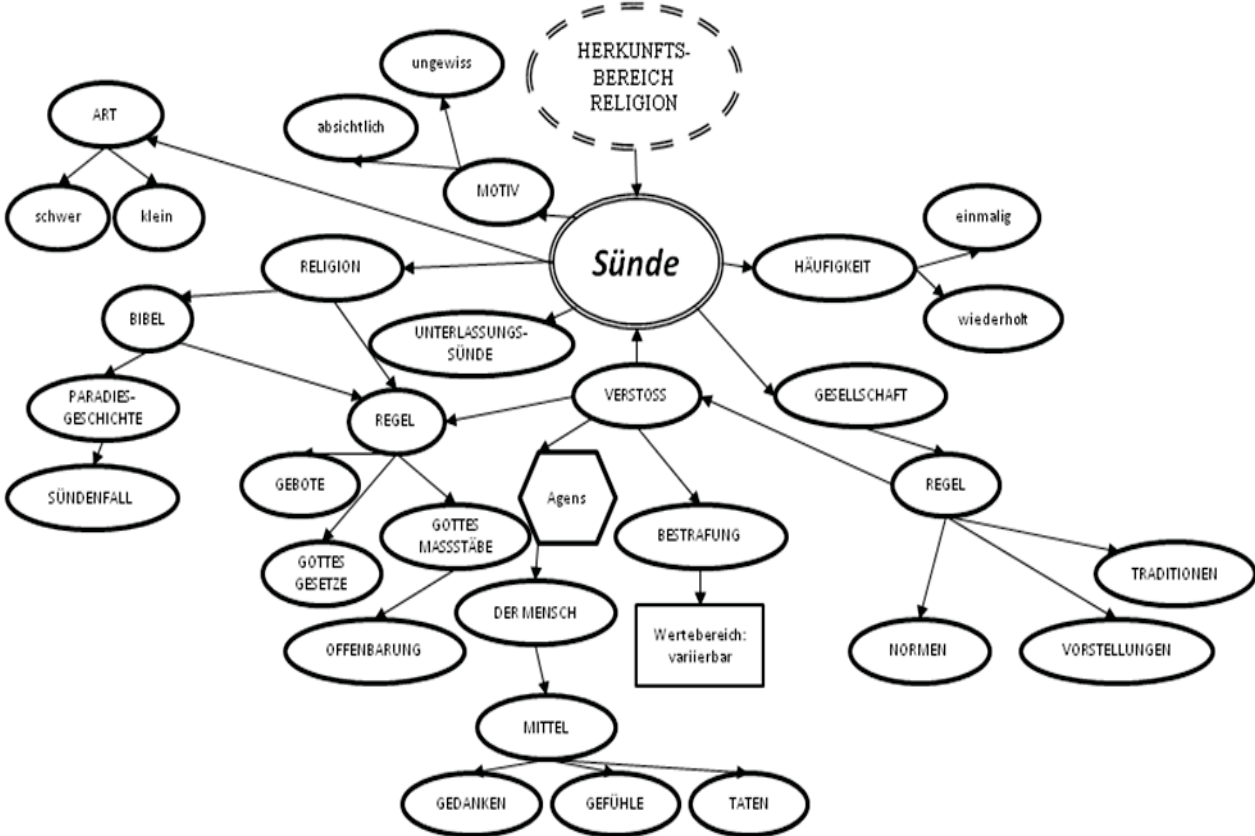 HERKUNFTS-
BEREICH
RELIGION
ungewiss
ART
absichtlich
MOTIV
schwer
klein
einmalig
Sünde
HÄUFIGKEIT
RELIGION
BIBEL
wiederholt
UNTERLASSUNGS-
SÜNDE
PARADIES-
GESCHICHTE
VERSTOSS
GESELLSCHAFT
REGEL
SÜNDENFALL
GEBOTE
Agens
REGEL
GOTTES
MASSSTÄBE
BESTRAFUNG
GOTTES
GESETZE
TRADITIONEN
DER MENSCH
OFFENBARUNG
Wertebereich:
variierbar
NORMEN
VORSTELLUNGEN
MITTEL
GEDANKEN
GEFÜHLE
TATEN